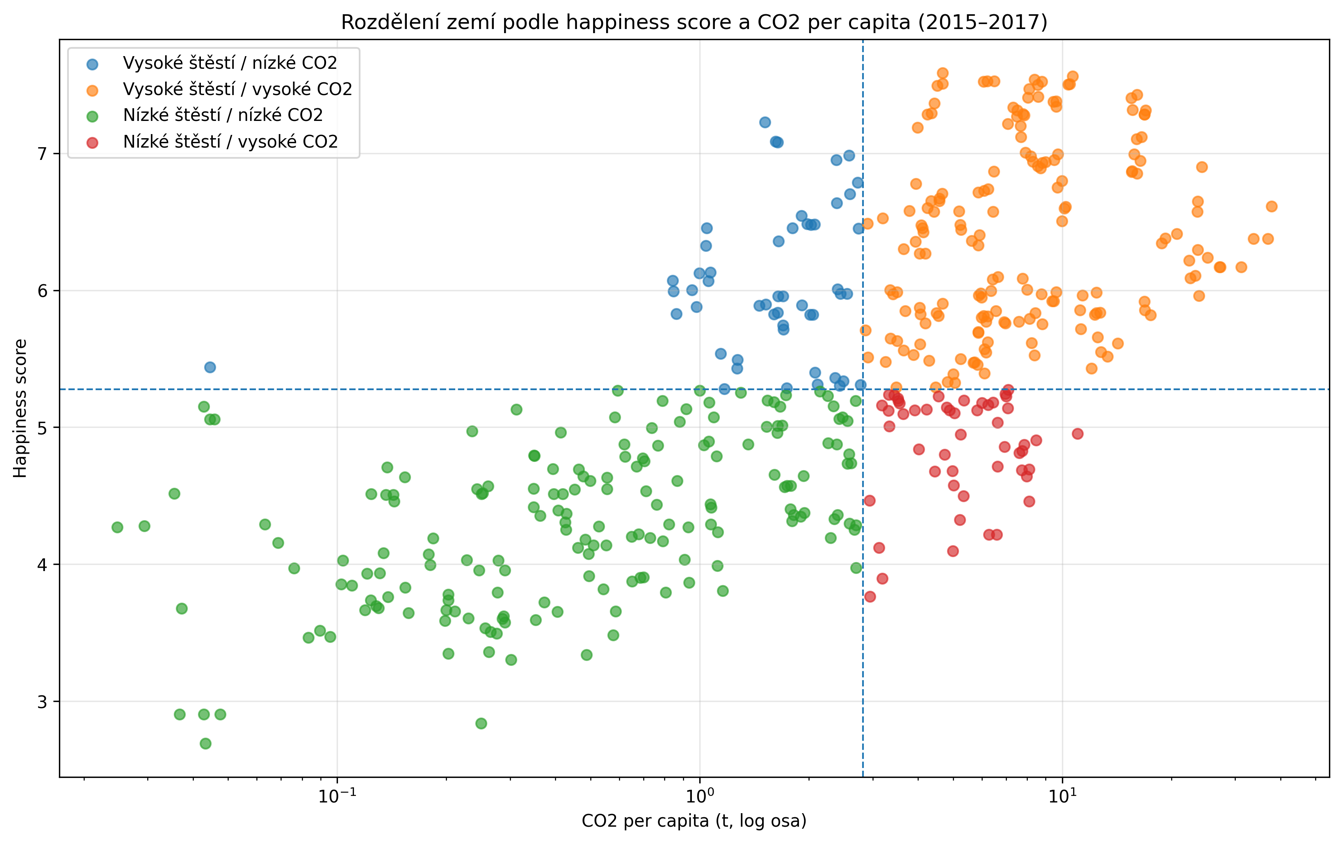 Rozdělení zemí podle happiness score a CO2 per capita (2015–2017)
Vysoké štěstí / nízké CO2
Vysoké štěstí / vysoké CO2
Nízké štěstí / nízké CO2
Nízké štěstí / vysoké CO2
Happiness score
7
6
5
4
3
10⁻¹
10⁰
10¹
CO2 per capita (t, log osa)